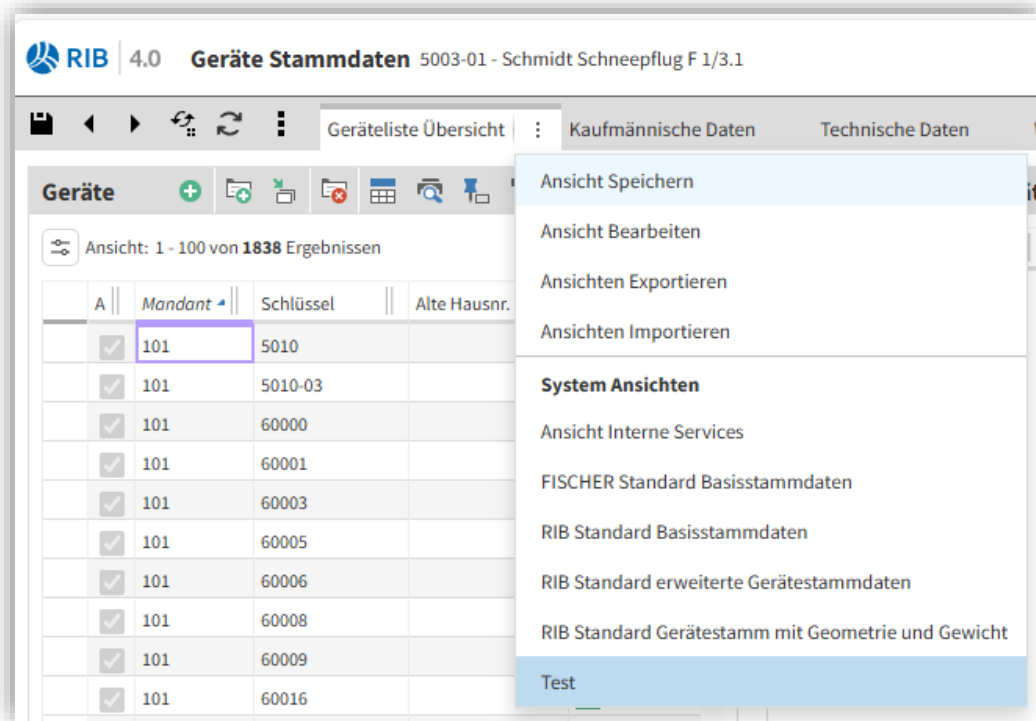 RIB 4.0 Geräte Stammdaten 5003-01 - Schmidt Schneepflug F 1/3.1
Geräteliste Übersicht Kaufmännische Daten Technische Daten
Geräte
Ansicht: 1 - 100 von 1838 Ergebnissen
A Mandant Schlüssel Alte Hausnr.
101 5010
101 5010-03
101 60000
101 60001
101 60003
101 60005
101 60006
101 60008
101 60009
101 60016
Ansicht Speichern
Ansicht Bearbeiten
Ansichten Exportieren
Ansichten Importieren
System Ansichten
Ansicht Interne Services
FISCHER Standard Basisstammdaten
RIB Standard Basisstammdaten
RIB Standard erweiterte Gerätestammdaten
RIB Standard Gerätestamm mit Geometrie und Gewicht
Test